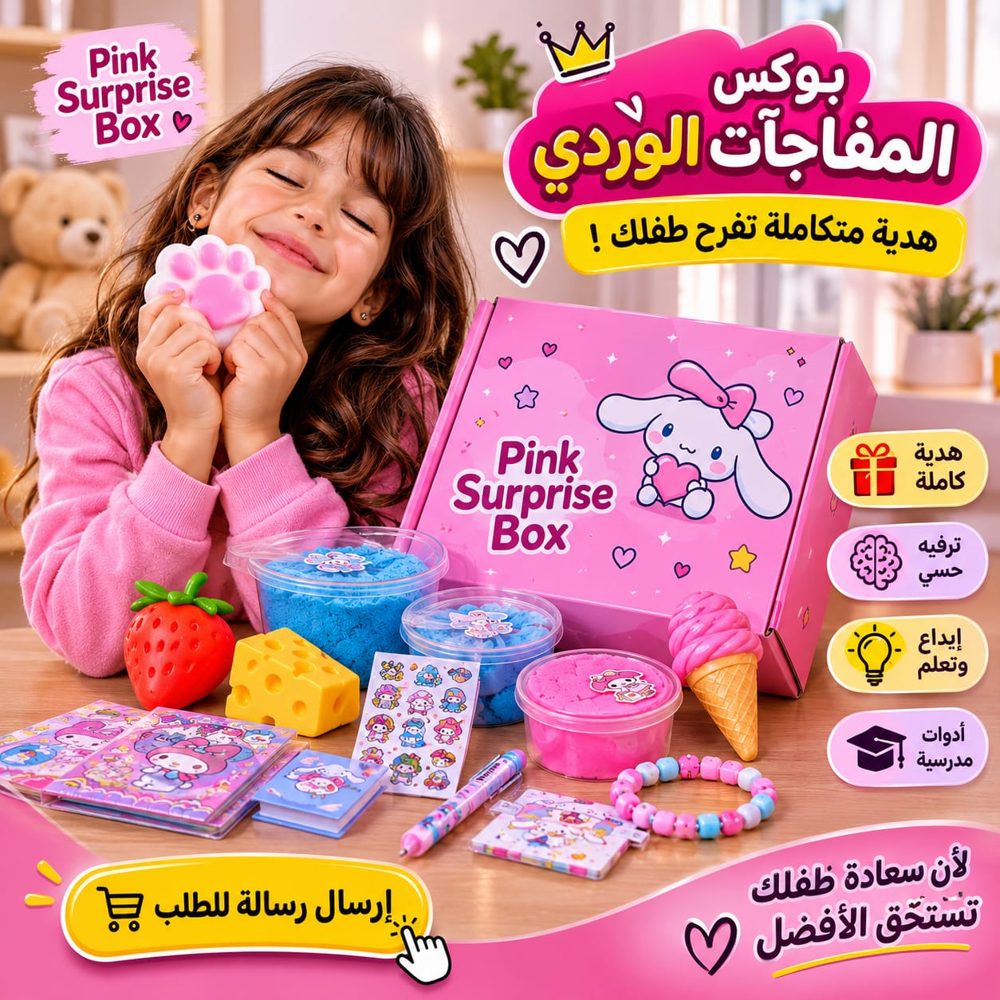 Pink
Surprise
Box
بوكس
المفاجآت الوردي
هدية متكاملة تفرح طفلك !
Pink
Surprise
Box
هدية
كاملة
ترفيه
حسي
إيداع
وتعلم
أدوات
مدرسية
إرسال رسالة للطلب
لأن سعادة طفلك
تستحق الأفضل